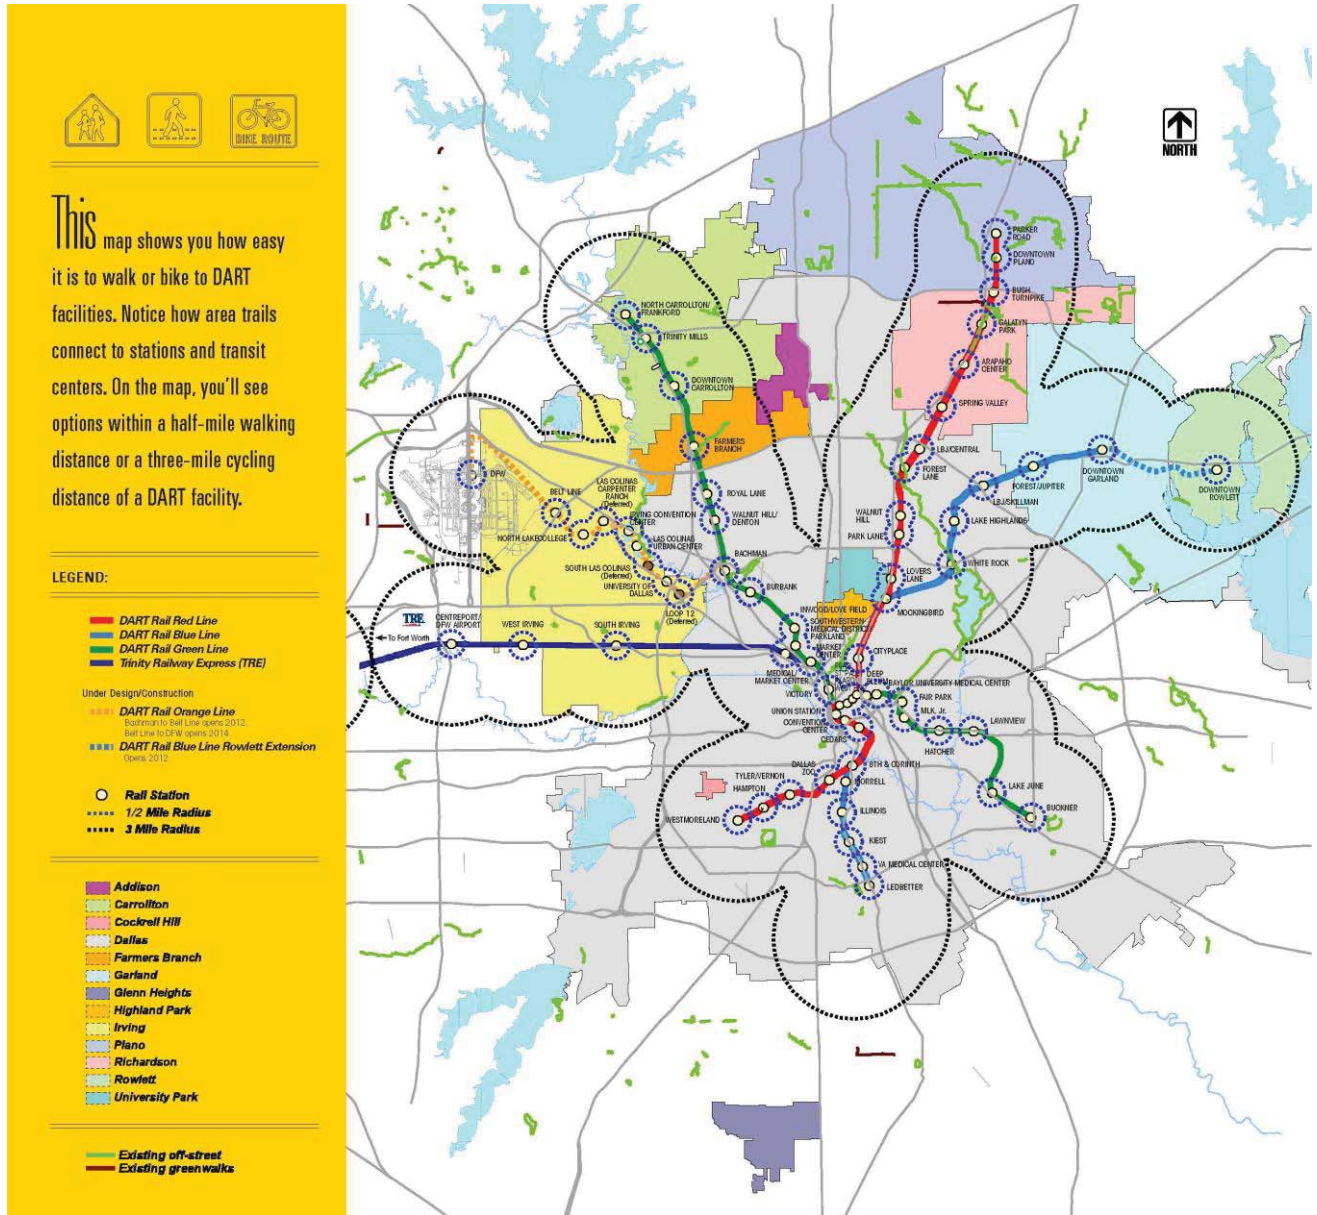 BIKE ROUTE
This map shows you how easy
it is to walk or bike to DART
facilities. Notice how area trails
connect to stations and transit
centers. On the map, you'll see
options within a half-mile walking
distance or a three-mile cycling
distance of a DART facility.
LEGEND:
DART Rail Red Line
DART Rail Blue Line
DART Rail Green Line
Trinity Railway Express (TRE)
Under Design/Construction
DART Rail Orange Line
Bachman to Belt Line opens 2012
Belt Line to DFW opens 2014
DART Rail Blue Line Rowlett Extension
Opens 2012
Rail Station
1/2 Mile Radius
3 Mile Radius
Addison
Carrollton
Cockrell Hill
Dallas
Farmers Branch
Garland
Glenn Heights
Highland Park
Irving
Plano
Richardson
Rowlett
University Park
Existing off-street
Existing greenwalks
NORTH
PARKER
ROAD
DOWNTOWN
PLANO
BUSH
TURNPIKE
GALATYN
PARK
ARAPAHO
CENTER
SPRING VALLEY
LBJ/CENTRAL
FOREST
LANE
WALNUT
HILL
PARK LANE
LOVERS
LANE
MOCKINGBIRD
CITYPLACE
NORTH CARROLLTON/
FRANKFORD
TRINITY MILLS
DOWNTOWN
CARROLLTON
FARMERS
BRANCH
ROYAL LANE
WALNUT HILL/
DENTON
BACHMAN
BURBANK
INWOOD/LOVE FIELD
SOUTHWESTERN
MEDICAL DISTRICT
PARKLAND
MARKET
CENTER
MEDICAL/
MARKET CENTER
VICTORY
DEEP
UNION STATION
CONVENTION
CENTER
CEDARS
BAYLOR UNIVERSITY MEDICAL CENTER
FAIR PARK
MLK, Jr.
HATCHER
LAWNVIEW
LAKE JUNE
BUCKNER
DOWNTOWN
GARLAND
DOWNTOWN
ROWLETT
FOREST/JUPITER
LBJ/SKILLMAN
LAKE HIGHLANDS
WHITE ROCK
DFW
BELT LINE
LAS COLINAS
CARPENTER
RANCH
(Deferred)
NORTH LAKE COLLEGE
IRVING CONVENTION
CENTER
LAS COLINAS
URBAN CENTER
SOUTH LAS COLINAS
(Deferred)
UNIVERSITY OF
DALLAS
LOOP 12
(Deferred)
TRE
To Fort Worth
CENTREPORT/
DFW AIRPORT
WEST IRVING
SOUTH IRVING
8TH & CORINTH
DALLAS
ZOO
TYLER/VERNON
HAMPTON
WESTMORELAND
MORRELL
ILLINOIS
KIEST
VA MEDICAL CENTER
LEDBETTER